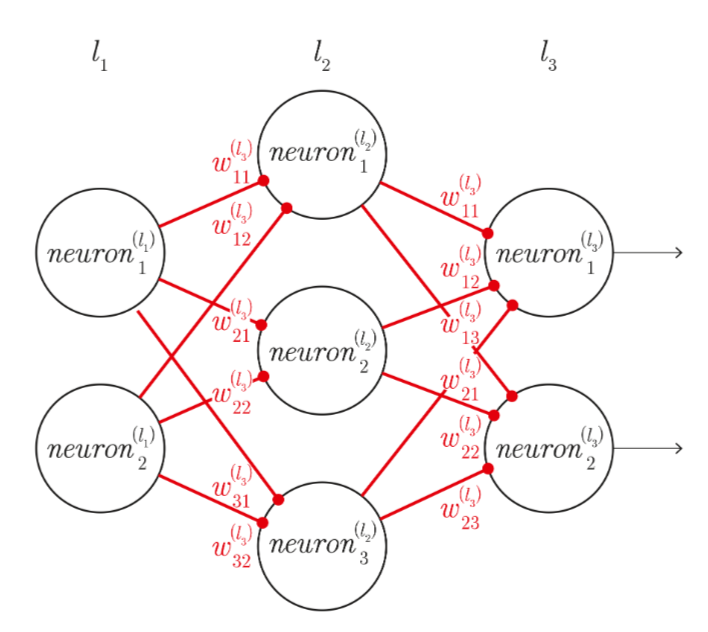 l_1 l_2 l_3
neuron_1^{(l_2)}
w_{11}^{(l_3)}
w_{11}^{(l_3)}
w_{12}^{(l_3)}
neuron_1^{(l_1)}
neuron_1^{(l_3)}
w_{12}^{(l_3)}
w_{21}^{(l_3)}
w_{13}^{(l_3)}
neuron_2^{(l_2)}
w_{22}^{(l_3)}
w_{21}^{(l_3)}
neuron_2^{(l_1)}
w_{22}^{(l_3)}
neuron_2^{(l_3)}
w_{31}^{(l_3)}
w_{23}^{(l_3)}
w_{32}^{(l_3)}
neuron_3^{(l_2)}